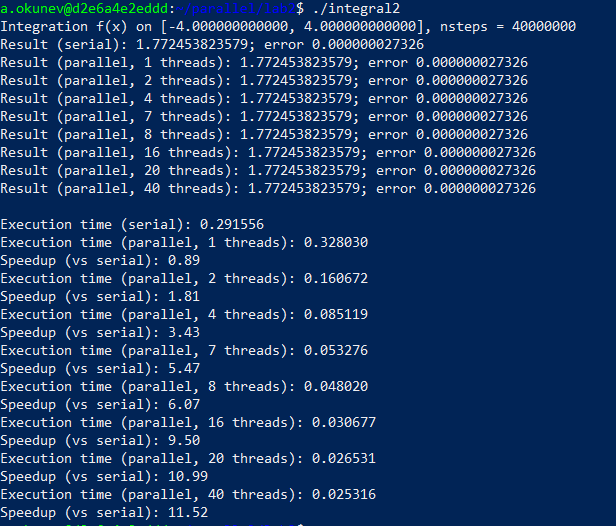 a.okunev@d2e6a4e2eddd:~/parallel/lab2$ ./integral2
Integration f(x) on [-4.000000000000, 4.000000000000], nsteps = 40000000
Result (serial): 1.772453823579; error 0.000000027326
Result (parallel, 1 threads): 1.772453823579; error 0.000000027326
Result (parallel, 2 threads): 1.772453823579; error 0.000000027326
Result (parallel, 4 threads): 1.772453823579; error 0.000000027326
Result (parallel, 7 threads): 1.772453823579; error 0.000000027326
Result (parallel, 8 threads): 1.772453823579; error 0.000000027326
Result (parallel, 16 threads): 1.772453823579; error 0.000000027326
Result (parallel, 20 threads): 1.772453823579; error 0.000000027326
Result (parallel, 40 threads): 1.772453823579; error 0.000000027326
Execution time (serial): 0.291556
Execution time (parallel, 1 threads): 0.328030
Speedup (vs serial): 0.89
Execution time (parallel, 2 threads): 0.160672
Speedup (vs serial): 1.81
Execution time (parallel, 4 threads): 0.085119
Speedup (vs serial): 3.43
Execution time (parallel, 7 threads): 0.053276
Speedup (vs serial): 5.47
Execution time (parallel, 8 threads): 0.048020
Speedup (vs serial): 6.07
Execution time (parallel, 16 threads): 0.030677
Speedup (vs serial): 9.50
Execution time (parallel, 20 threads): 0.026531
Speedup (vs serial): 10.99
Execution time (parallel, 40 threads): 0.025316
Speedup (vs serial): 11.52